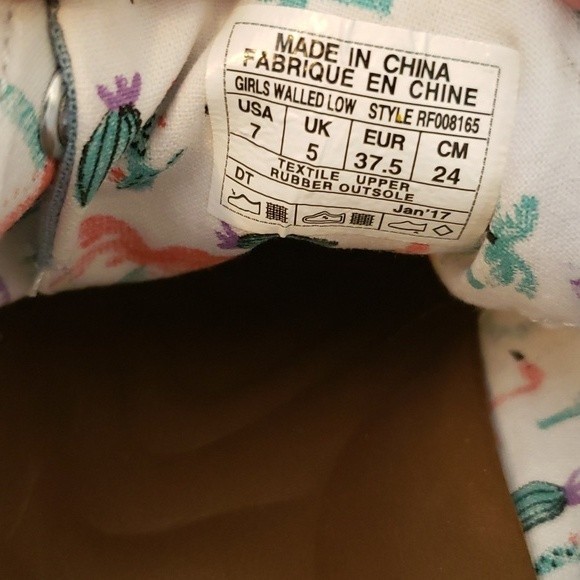 MADE IN CHINA
FABRIQUE EN CHINE
GIRLS WALLED LOW STYLE RF008165
USA UK EUR CM
7 5 37.5 24
TEXTILE UPPER
RUBBER OUTSOLE
DT Jan'17